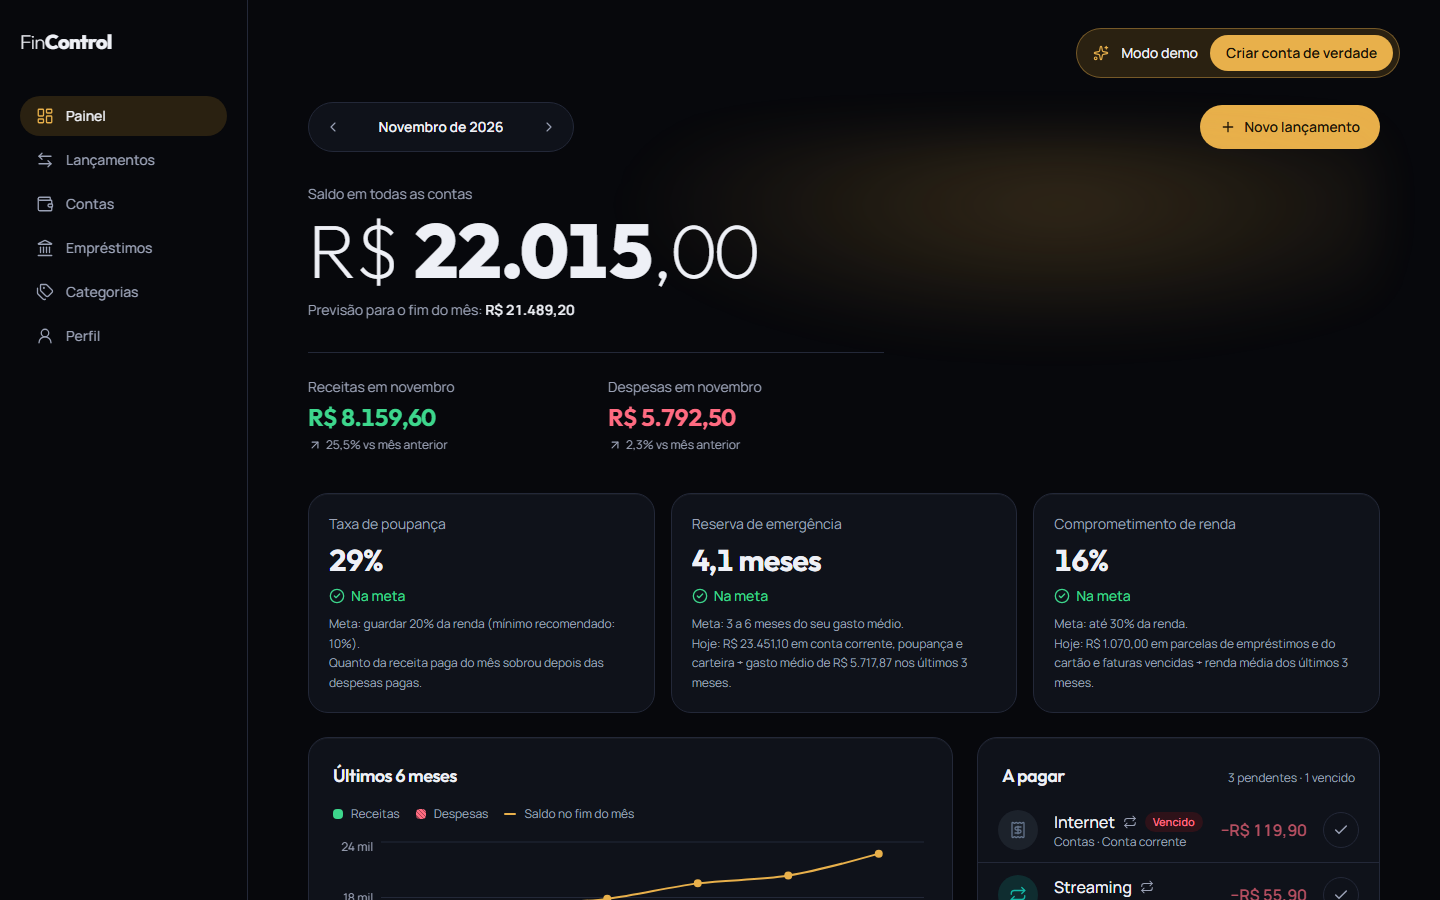 FinControl
Modo demo
Criar conta de verdade
Painel
Lançamentos
Contas
Empréstimos
Categorias
Perfil
Novembro de 2026
Novo lançamento
Saldo em todas as contas
R$ 22.015,00
Previsão para o fim do mês: R$ 21.489,20
Receitas em novembro
R$ 8.159,60
25,5% vs mês anterior
Despesas em novembro
R$ 5.792,50
2,3% vs mês anterior
Taxa de poupança
29%
Na meta
Meta: guardar 20% da renda (mínimo recomendado:
10%).
Quanto da receita paga do mês sobrou depois das
despesas pagas.
Reserva de emergência
4,1 meses
Na meta
Meta: 3 a 6 meses do seu gasto médio.
Hoje: R$ 23.451,10 em conta corrente, poupança e
carteira ÷ gasto médio de R$ 5.717,87 nos últimos 3
meses.
Comprometimento de renda
16%
Na meta
Meta: até 30% da renda.
Hoje: R$ 1.070,00 em parcelas de empréstimos e do
cartão e faturas vencidas ÷ renda média dos últimos 3
meses.
Últimos 6 meses
Receitas
Despesas
Saldo no fim do mês
24 mil
18 mil
A pagar
3 pendentes · 1 vencido
Internet
Vencido
Contas · Conta corrente
−R$ 119,90
Streaming
−R$ 55,90